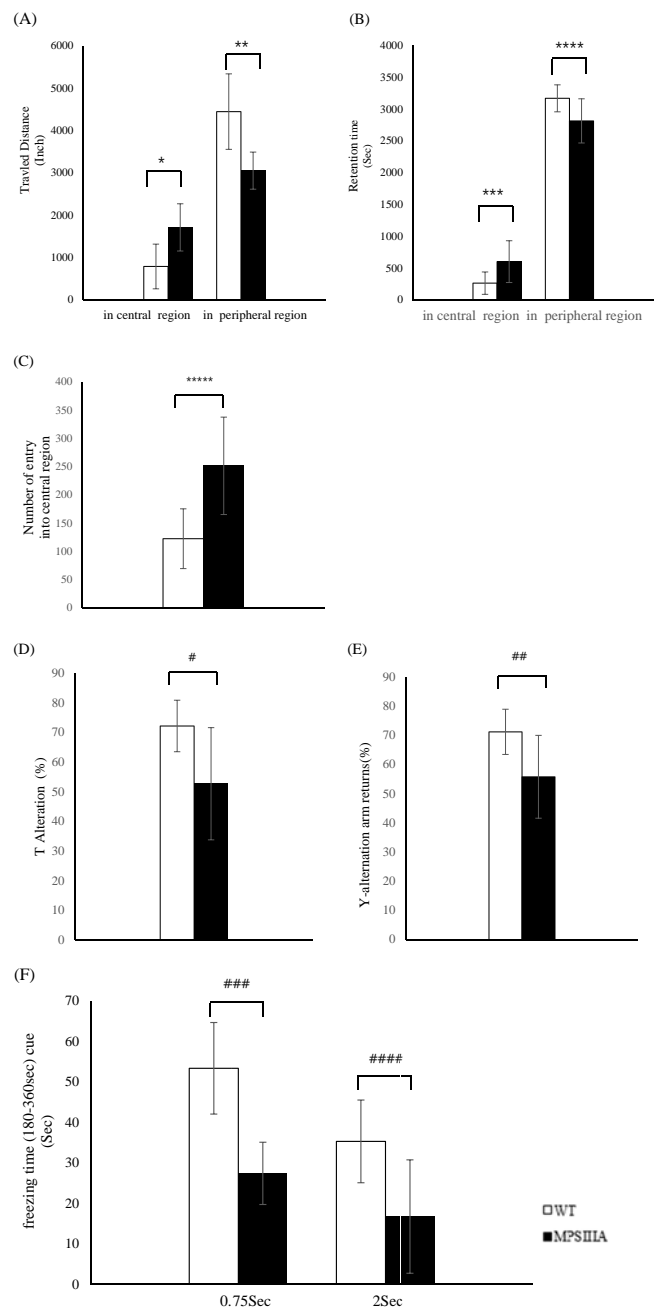 (A)
6000
5000
4000
3000
2000
1000
0
Travled Distance
(Inch)
*
**
in central region in peripheral region
(B)
4000
3500
3000
2500
2000
1500
1000
500
0
Retention time
(Sec)
***
****
in central region in peripheral region
(C)
400
350
300
250
200
150
100
50
0
Number of entry
into central region
*****
(D)
90
80
70
60
50
40
30
20
10
0
T Alteration (%)
#
(E)
90
80
70
60
50
40
30
20
10
0
Y-alternation arm returns(%)
##
(F)
70
60
50
40
30
20
10
0
freezing time (180-360sec) cue
(Sec)
###
####
0.75Sec 2Sec
WT
MPSIIIA